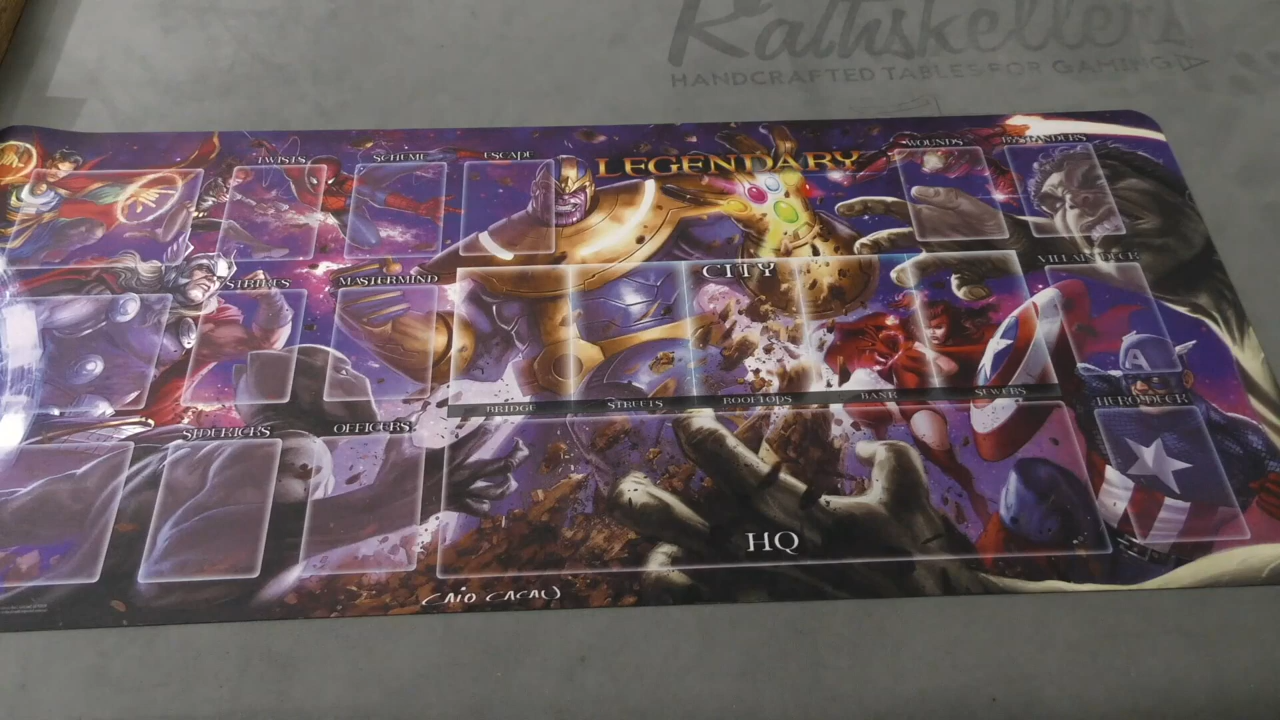 Rathskellers
HANDCRAFTED TABLES FOR GAMING
TWISTS
SCHEME
ESCAPE
LEGENDARY
WOUNDS
BYSTANDERS
STRIKES
MASTERMIND
CITY
VILLAIN DECK
BRIDGE
STREETS
ROOFTOPS
BANK
SEWERS
HERO DECK
SIDEKICKS
OFFICERS
HQ
CAIO CACAU